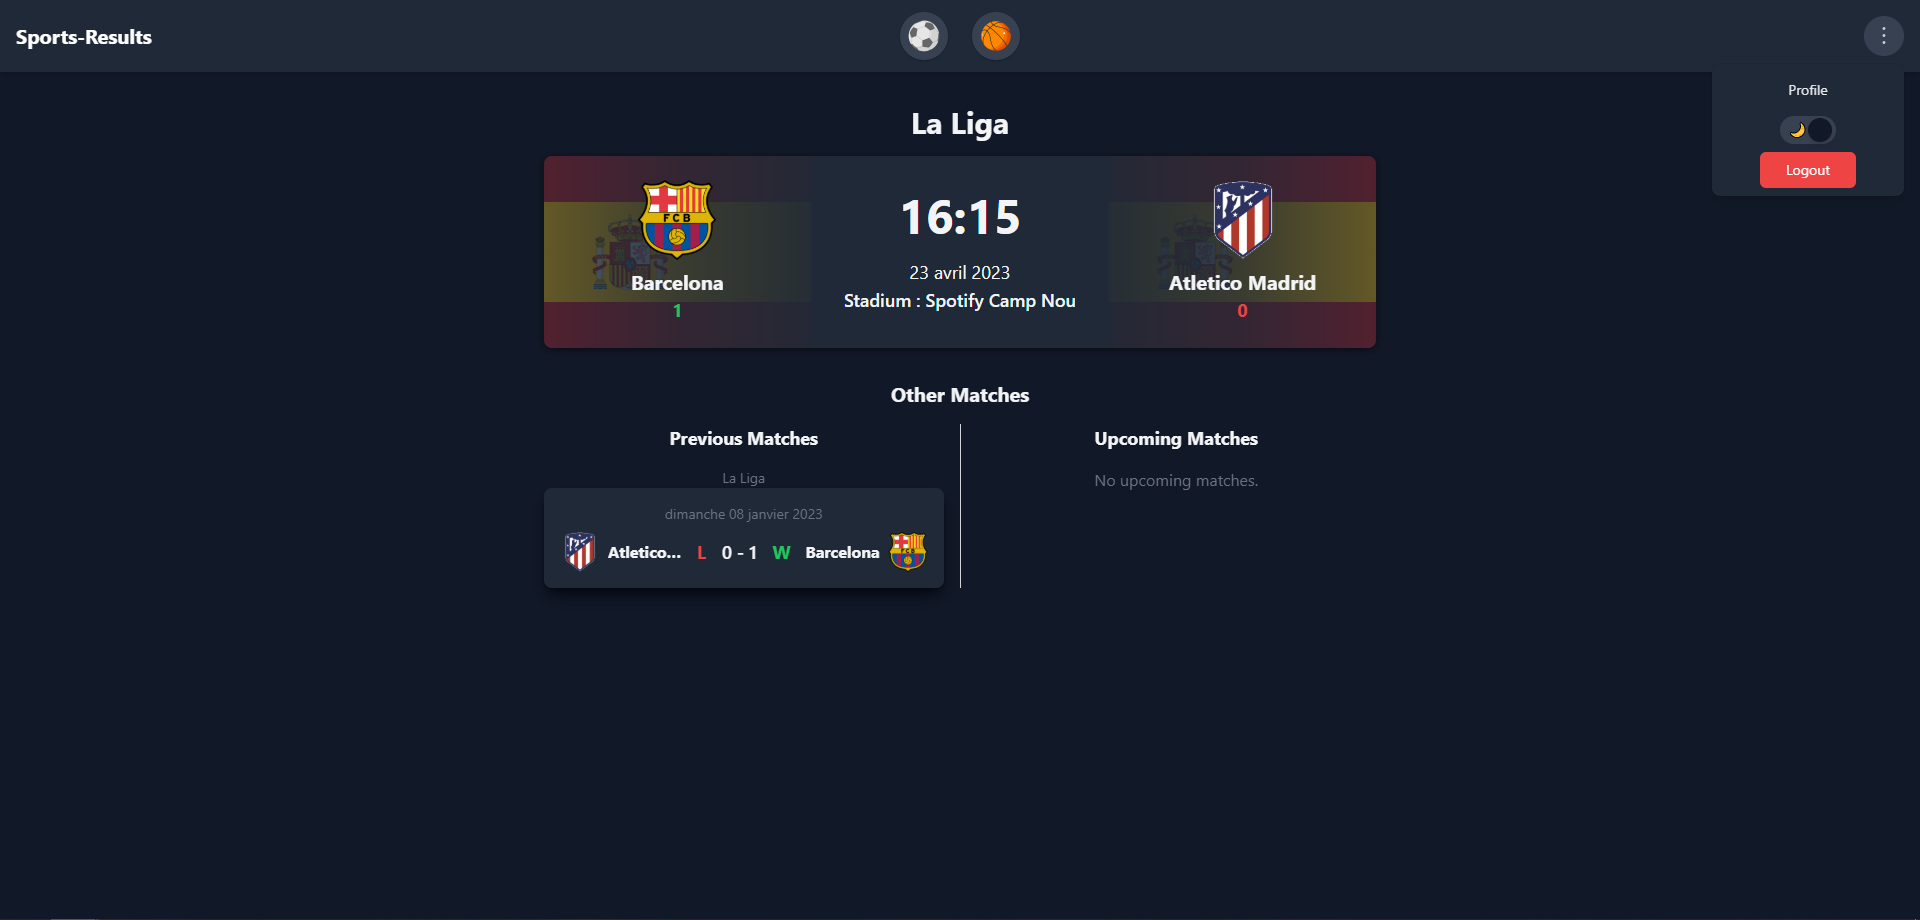 Sports-Results
Profile
Logout
La Liga
FCB
Barcelona
1
16:15
23 avril 2023
Stadium : Spotify Camp Nou
Atletico Madrid
0
Other Matches
Previous Matches
La Liga
dimanche 08 janvier 2023
Atletico... L 0 - 1 W Barcelona
FCB
Upcoming Matches
No upcoming matches.